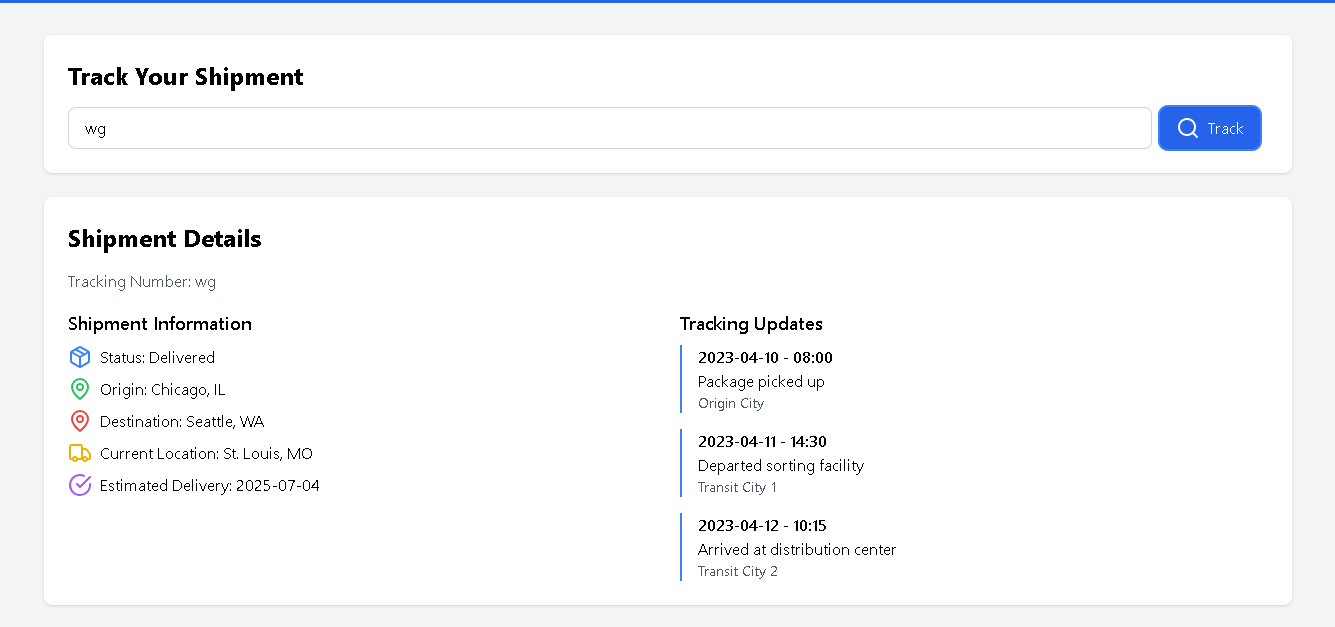 Track Your Shipment
wg
Track
Shipment Details
Tracking Number: wg
Shipment Information
Status: Delivered
Origin: Chicago, IL
Destination: Seattle, WA
Current Location: St. Louis, MO
Estimated Delivery: 2025-07-04
Tracking Updates
2023-04-10 - 08:00
Package picked up
Origin City
2023-04-11 - 14:30
Departed sorting facility
Transit City 1
2023-04-12 - 10:15
Arrived at distribution center
Transit City 2